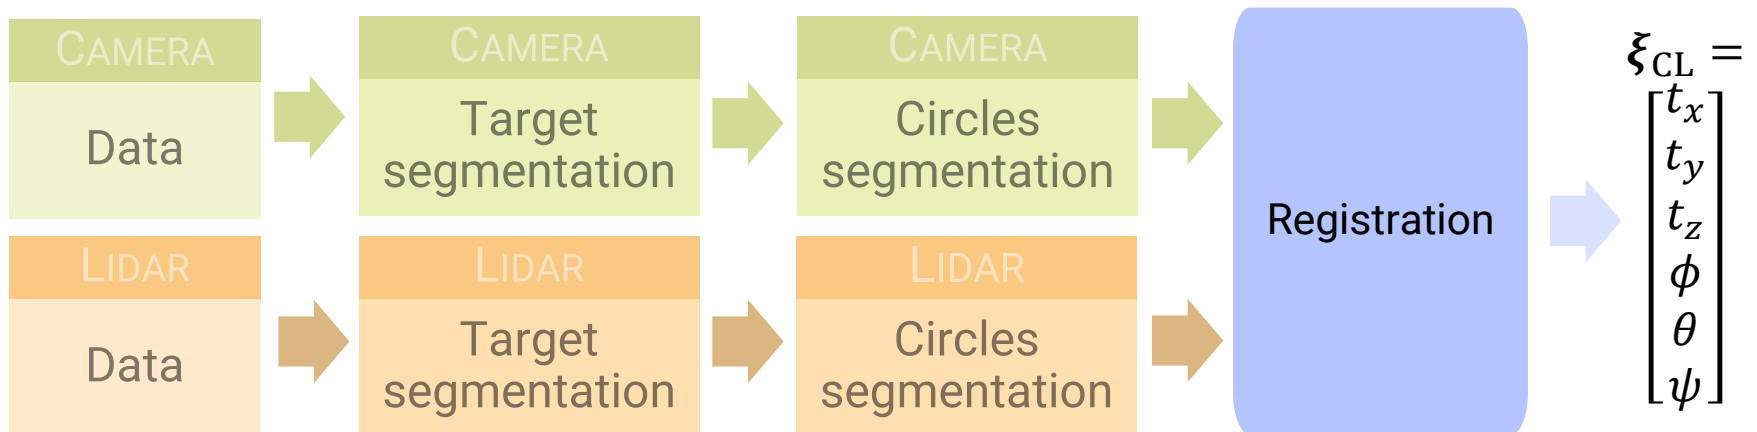 CAMERA
Data
CAMERA
Target
segmentation
CAMERA
Circles
segmentation
LIDAR
Data
LIDAR
Target
segmentation
LIDAR
Circles
segmentation
Registration
ξCL =
tx
ty
tz
ϕ
θ
ψ